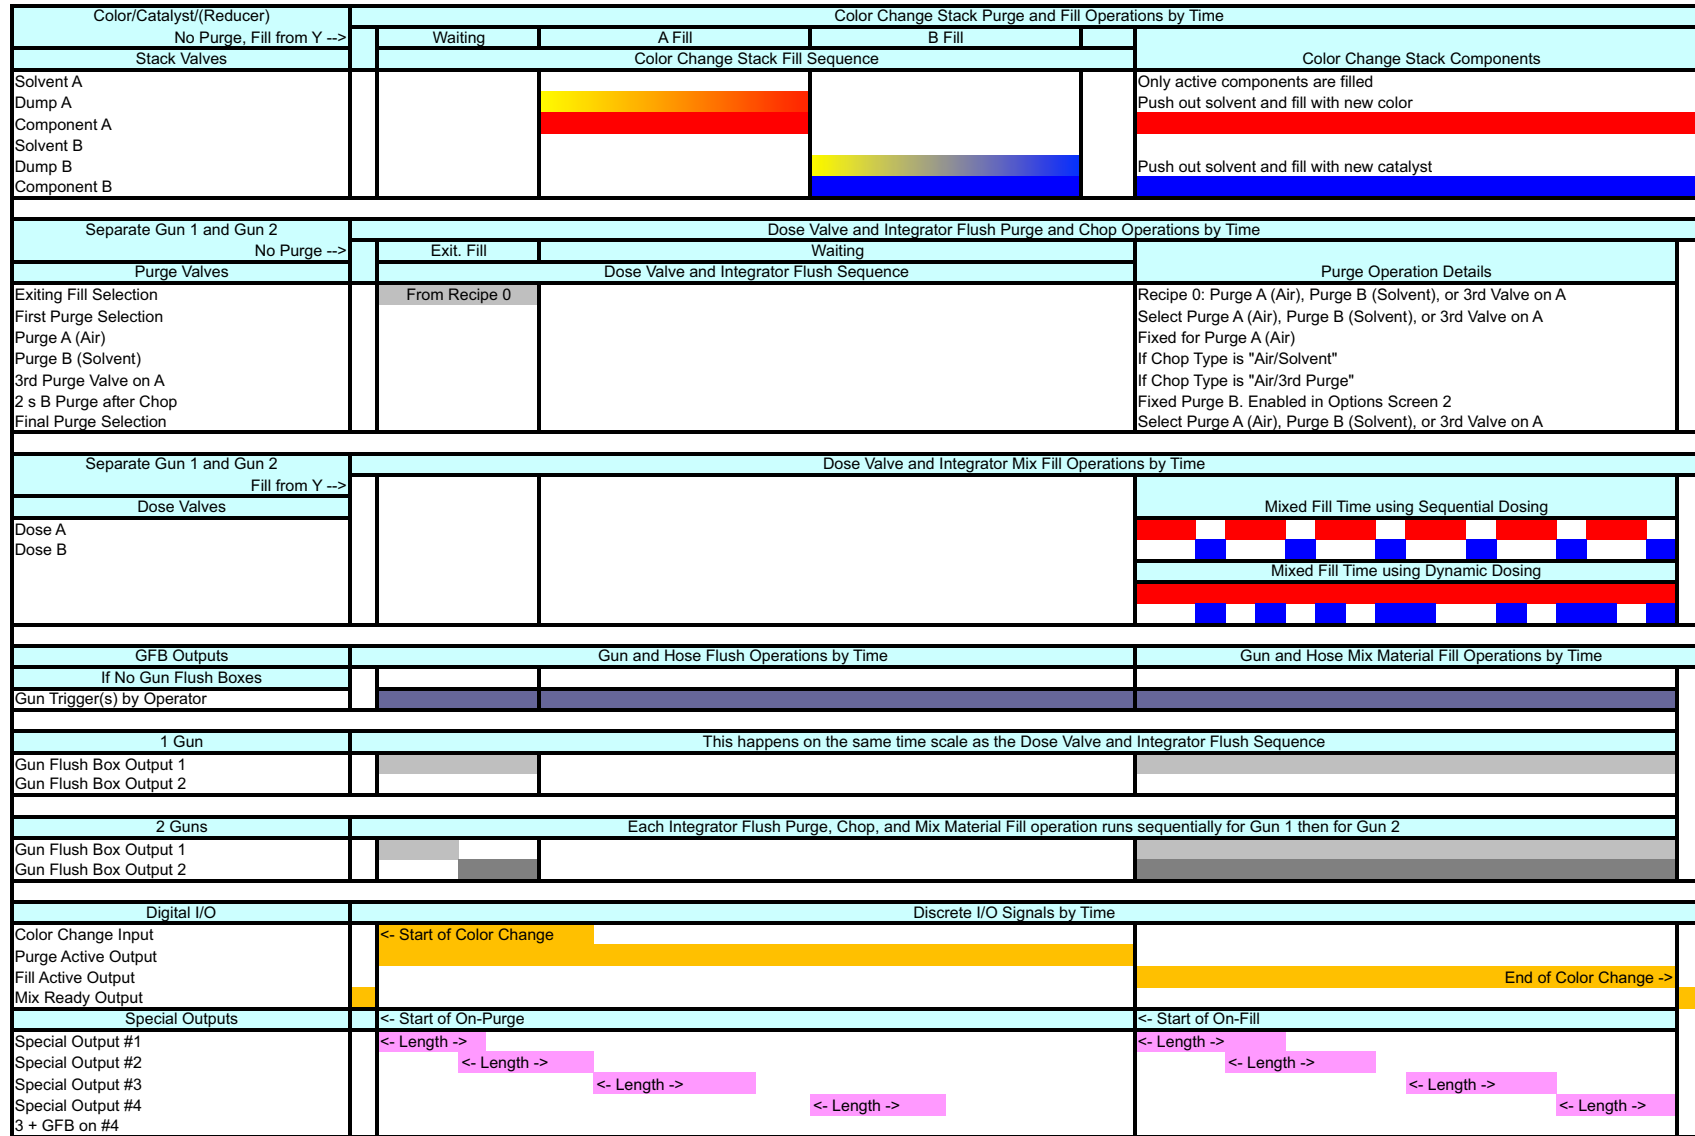 Color/Catalyst/(Reducer)
Color Change Stack Purge and Fill Operations by Time
No Purge, Fill from Y -->
Waiting
A Fill
B Fill
Stack Valves
Color Change Stack Fill Sequence
Color Change Stack Components
Solvent A
Only active components are filled
Dump A
Push out solvent and fill with new color
Component A
Solvent B
Dump B
Push out solvent and fill with new catalyst
Component B
Separate Gun 1 and Gun 2
Dose Valve and Integrator Flush Purge and Chop Operations by Time
No Purge -->
Exit. Fill
Waiting
Purge Valves
Dose Valve and Integrator Flush Sequence
Purge Operation Details
Exiting Fill Selection
From Recipe 0
Recipe 0: Purge A (Air), Purge B (Solvent), or 3rd Valve on A
First Purge Selection
Select Purge A (Air), Purge B (Solvent), or 3rd Valve on A
Purge A (Air)
Fixed for Purge A (Air)
Purge B (Solvent)
If Chop Type is "Air/Solvent"
3rd Purge Valve on A
If Chop Type is "Air/3rd Purge"
2 s B Purge after Chop
Fixed Purge B. Enabled in Options Screen 2
Final Purge Selection
Select Purge A (Air), Purge B (Solvent), or 3rd Valve on A
Separate Gun 1 and Gun 2
Dose Valve and Integrator Mix Fill Operations by Time
Fill from Y -->
Dose Valves
Mixed Fill Time using Sequential Dosing
Dose A
Dose B
Mixed Fill Time using Dynamic Dosing
GFB Outputs
Gun and Hose Flush Operations by Time
Gun and Hose Mix Material Fill Operations by Time
If No Gun Flush Boxes
Gun Trigger(s) by Operator
1 Gun
This happens on the same time scale as the Dose Valve and Integrator Flush Sequence
Gun Flush Box Output 1
Gun Flush Box Output 2
2 Guns
Each Integrator Flush Purge, Chop, and Mix Material Fill operation runs sequentially for Gun 1 then for Gun 2
Gun Flush Box Output 1
Gun Flush Box Output 2
Digital I/O
Discrete I/O Signals by Time
Color Change Input
<- Start of Color Change
Purge Active Output
Fill Active Output
End of Color Change ->
Mix Ready Output
Special Outputs
<- Start of On-Purge
<- Start of On-Fill
Special Output #1
<- Length ->
<- Length ->
Special Output #2
<- Length ->
<- Length ->
Special Output #3
<- Length ->
<- Length ->
Special Output #4
<- Length ->
<- Length ->
3 + GFB on #4